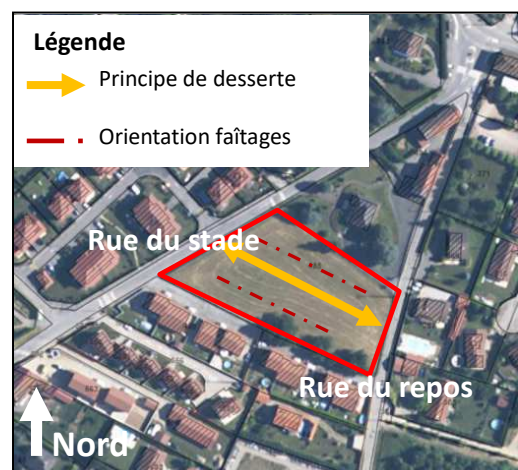 Légende
Principe de desserte
Orientation faîtages
Rue du stade
Rue du repos
Nord